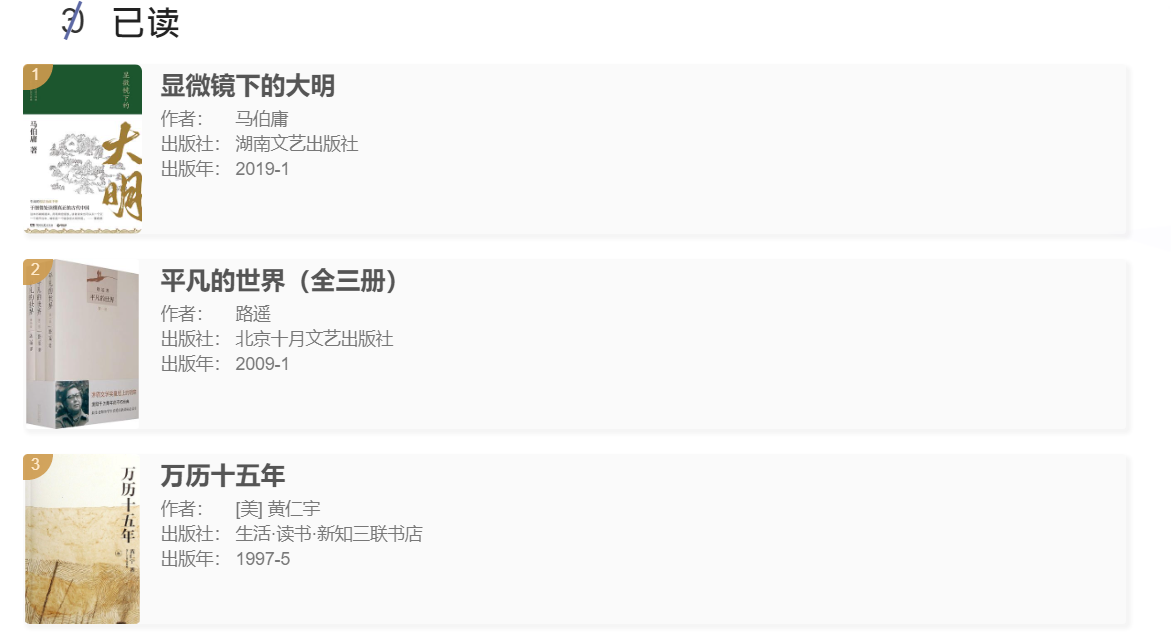 已读
1
显微镜下的大明
作者： 马伯庸
出版社： 湖南文艺出版社
出版年： 2019-1
显微镜下的
马伯庸 著
大明
2
平凡的世界（全三册）
作者： 路遥
出版社： 北京十月文艺出版社
出版年： 2009-1
平凡的世界
3
万历十五年
作者： [美] 黄仁宇
出版社： 生活·读书·新知三联书店
出版年： 1997-5
万历十五年